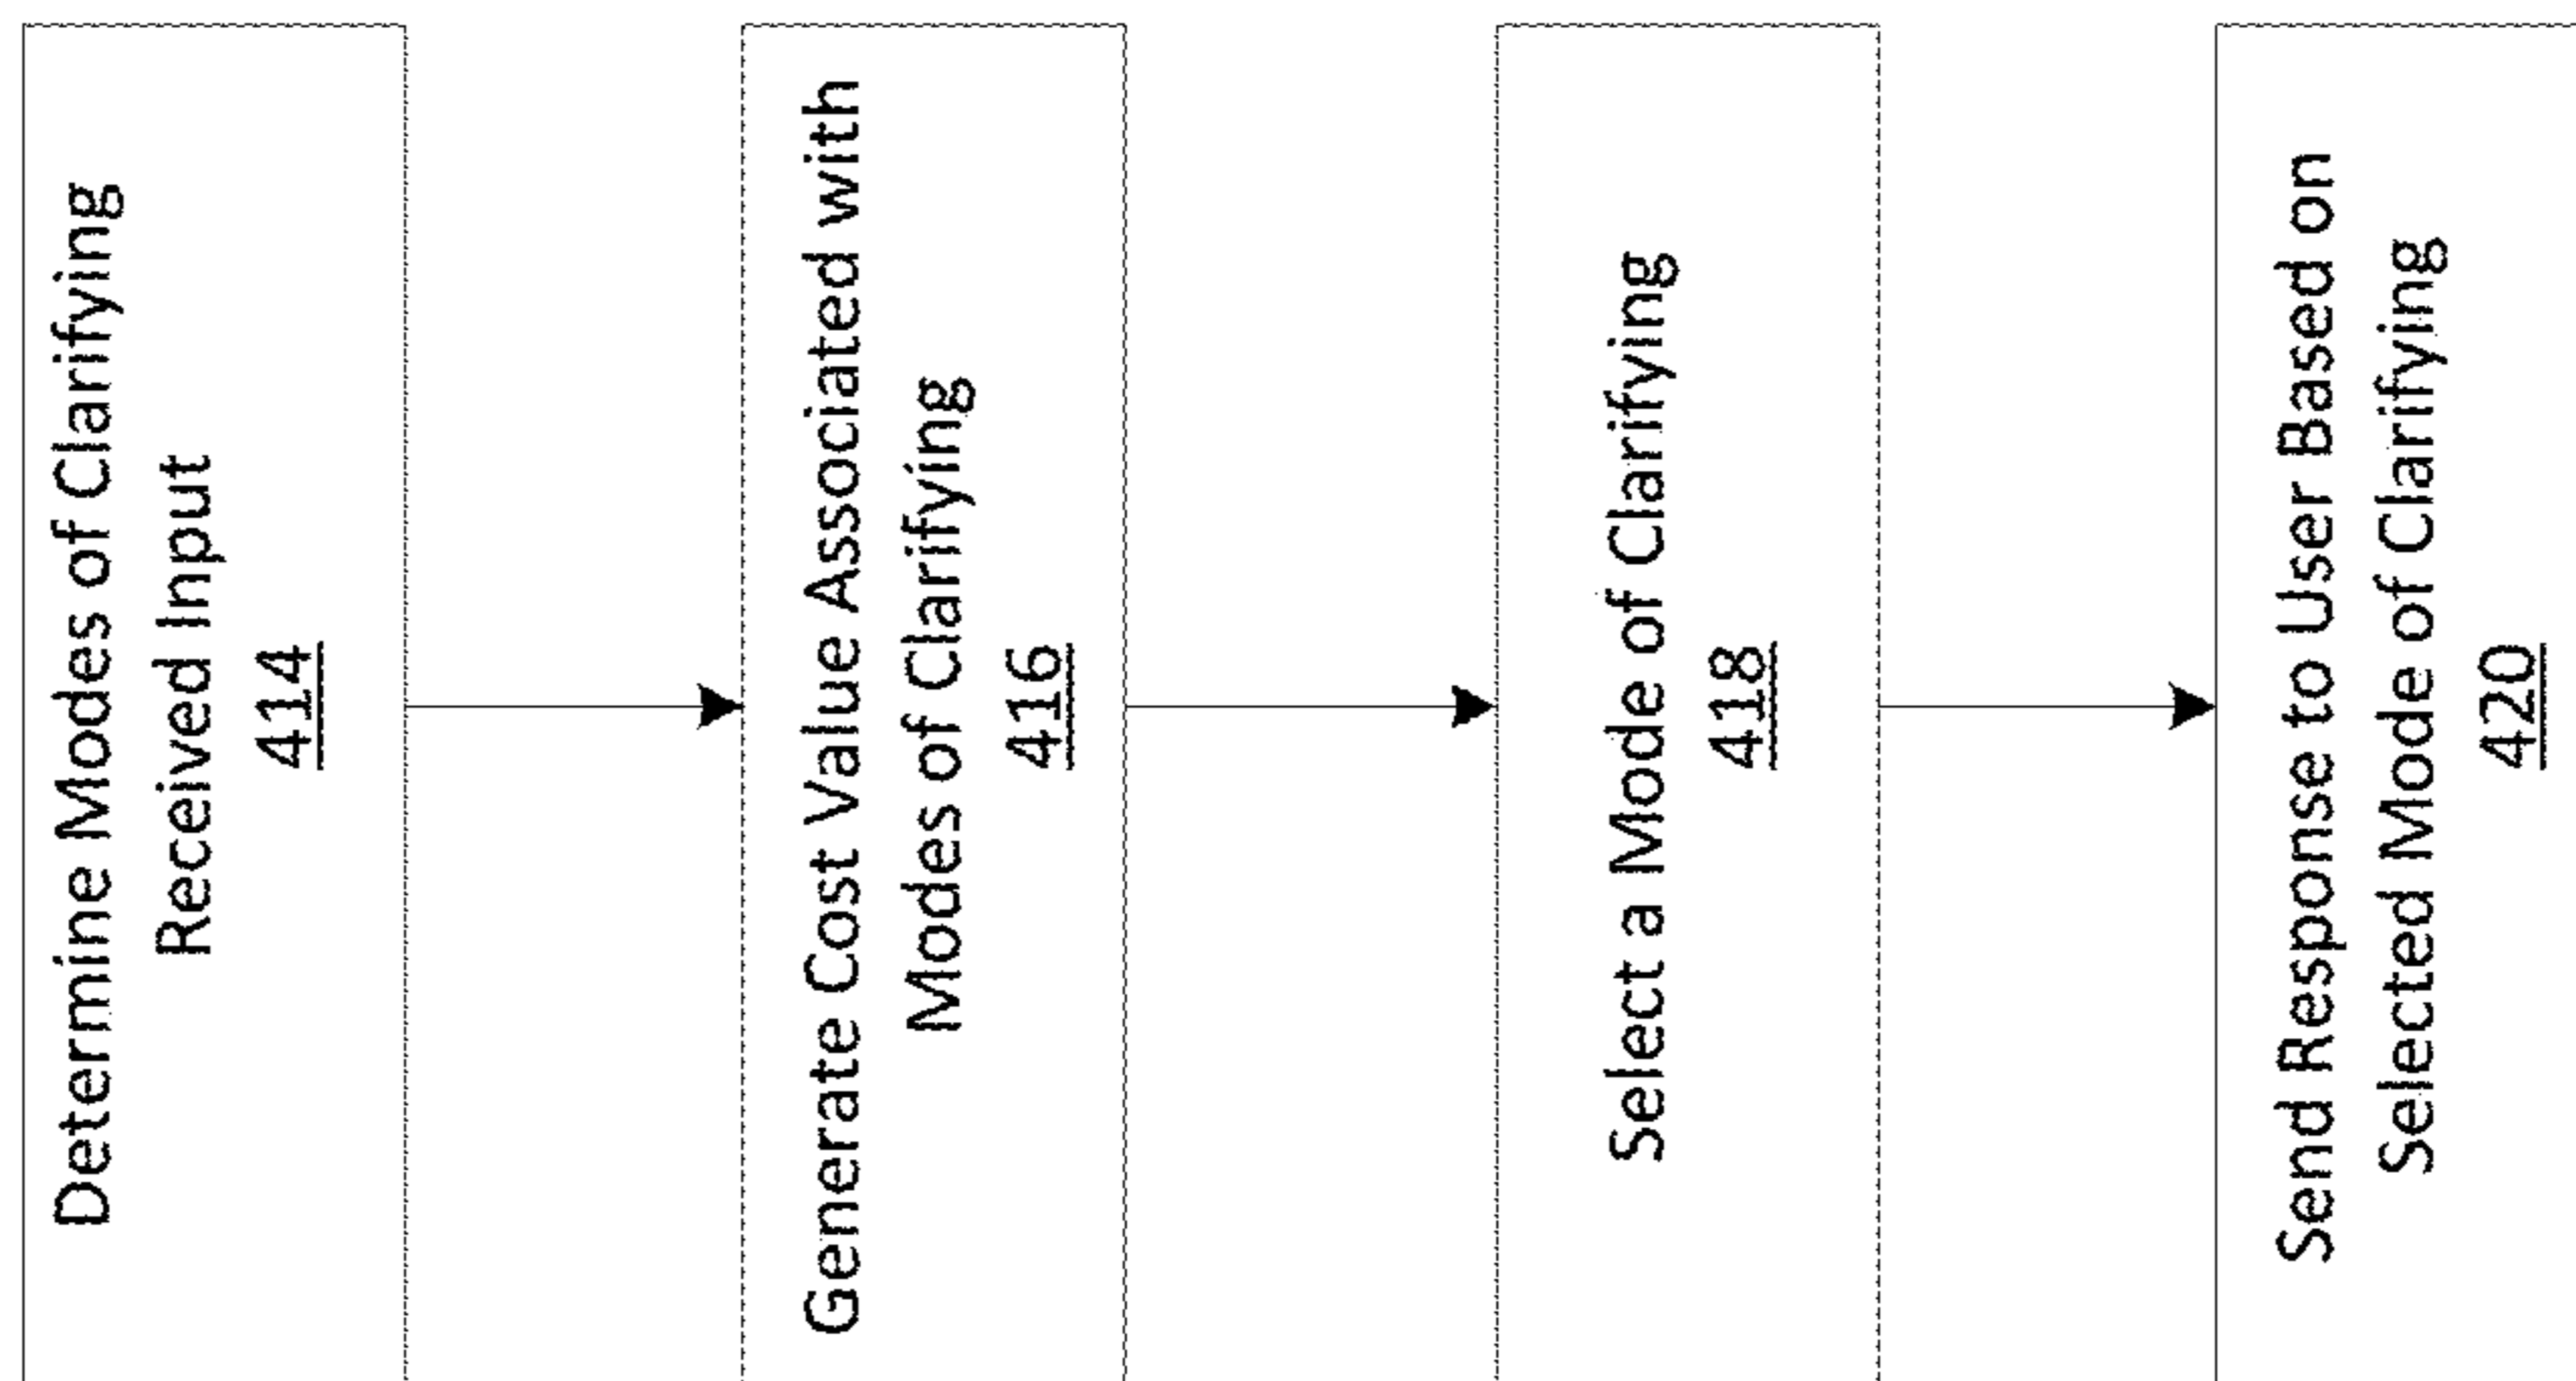 Determine Modes of Clarifying
Received Input
414
Generate Cost Value Associated with
Modes of Clarifying
416
Select a Mode of Clarifying
418
Send Response to User Based on
Selected Mode of Clarifying
420